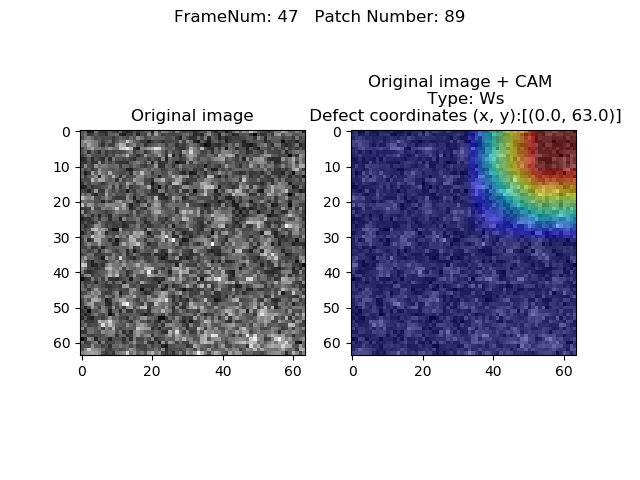 FrameNum: 47   Patch Number: 89
Original image
0
10
20
30
40
50
60
0 20 40 60
Original image + CAM
Type: Ws
Defect coordinates (x, y):[(0.0, 63.0)]
0
10
20
30
40
50
60
0 20 40 60